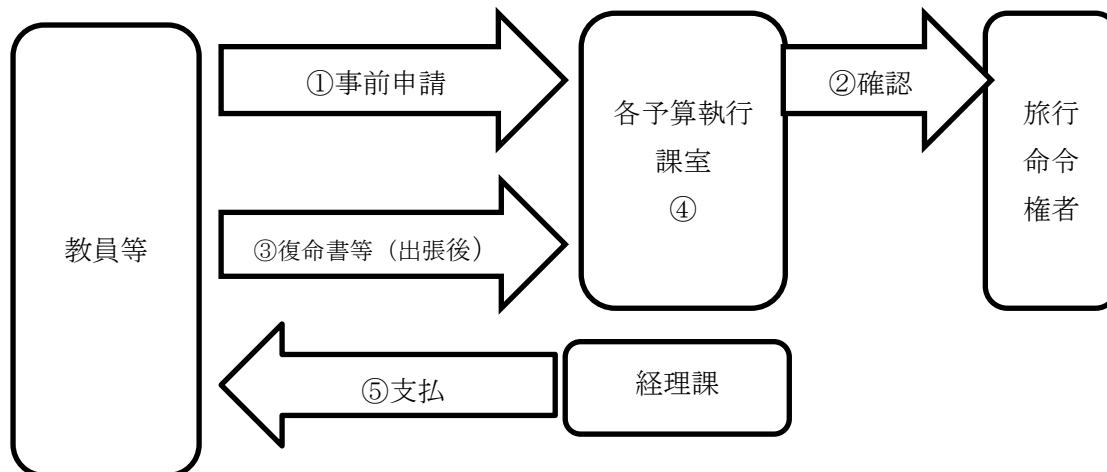 ①事前申請
各予算執行
課室
④
②確認
旅行
命令
権者
教員等
③復命書等（出張後）
⑤支払
経理課